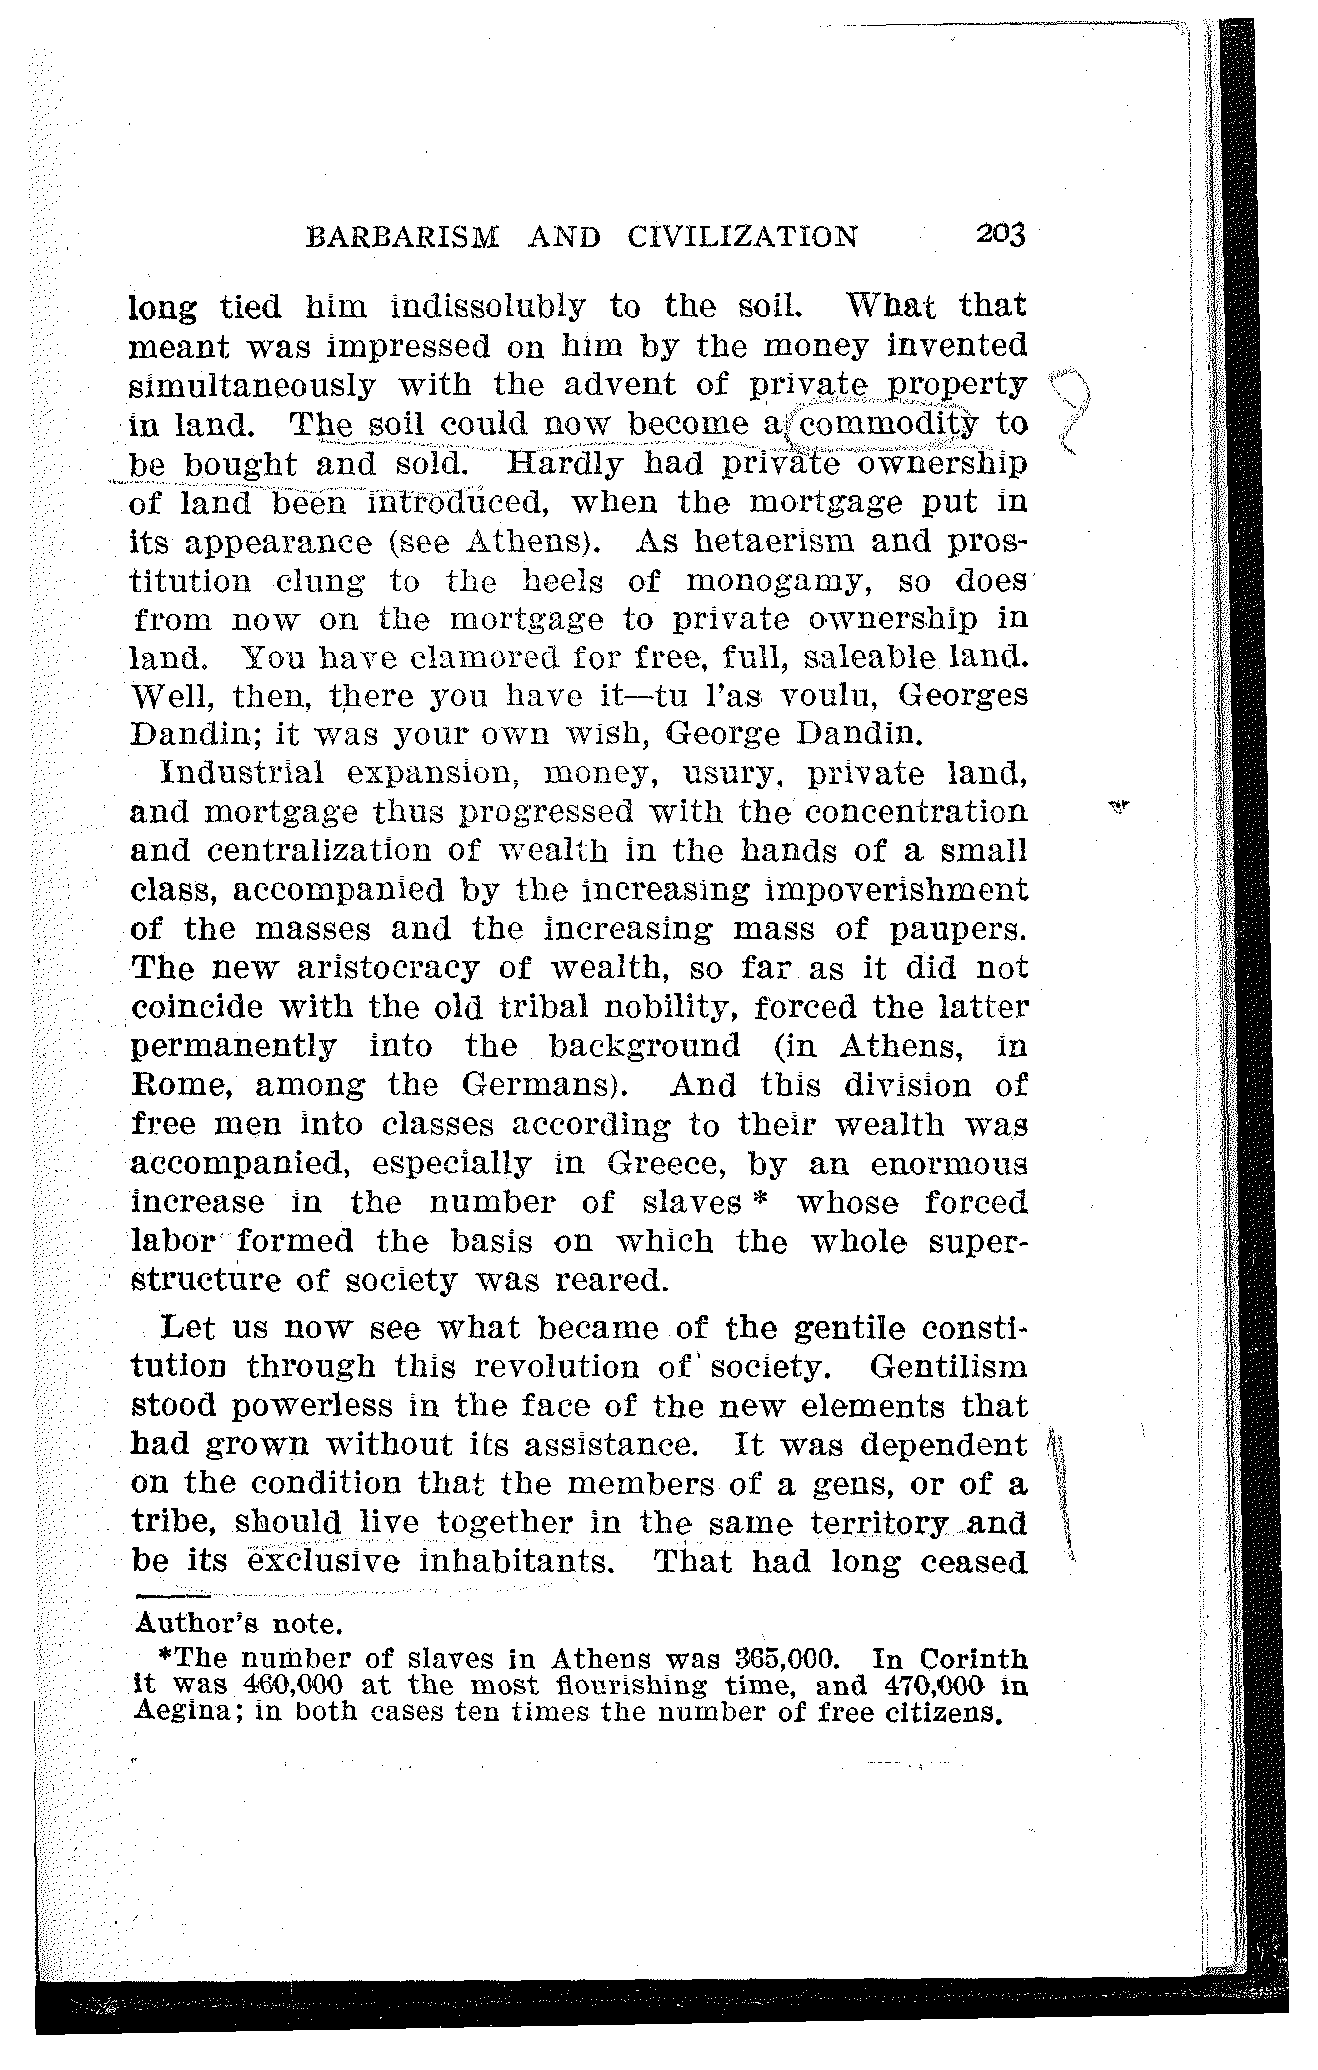 BARBARISM AND CIVILIZATION 203
long tied him indissolubly to the soil. What that
meant was impressed on him by the money invented
simultaneously with the advent of private property
in land. The soil could now become a commodity to
be bought and sold. Hardly had private ownership
of land been introduced, when the mortgage put in
its appearance (see Athens). As hetaerism and pros-
titution clung to the heels of monogamy, so does
from now on the mortgage to private ownership in
land. You have clamored for free, full, saleable land.
Well, then, there you have it—tu l'as voulu, Georges
Dandin; it was your own wish, George Dandin.
Industrial expansion, money, usury, private land,
and mortgage thus progressed with the concentration
and centralization of wealth in the hands of a small
class, accompanied by the increasing impoverishment
of the masses and the increasing mass of paupers.
The new aristocracy of wealth, so far as it did not
coincide with the old tribal nobility, forced the latter
permanently into the background (in Athens, in
Rome, among the Germans). And this division of
free men into classes according to their wealth was
accompanied, especially in Greece, by an enormous
increase in the number of slaves * whose forced
labor formed the basis on which the whole super-
structure of society was reared.
Let us now see what became of the gentile consti-
tution through this revolution of society. Gentilism
stood powerless in the face of the new elements that
had grown without its assistance. It was dependent
on the condition that the members of a gens, or of a
tribe, should live together in the same territory and
be its exclusive inhabitants. That had long ceased
Author's note.
*The number of slaves in Athens was 365,000. In Corinth
it was 460,000 at the most flourishing time, and 470,000 in
Aegina; in both cases ten times the number of free citizens.